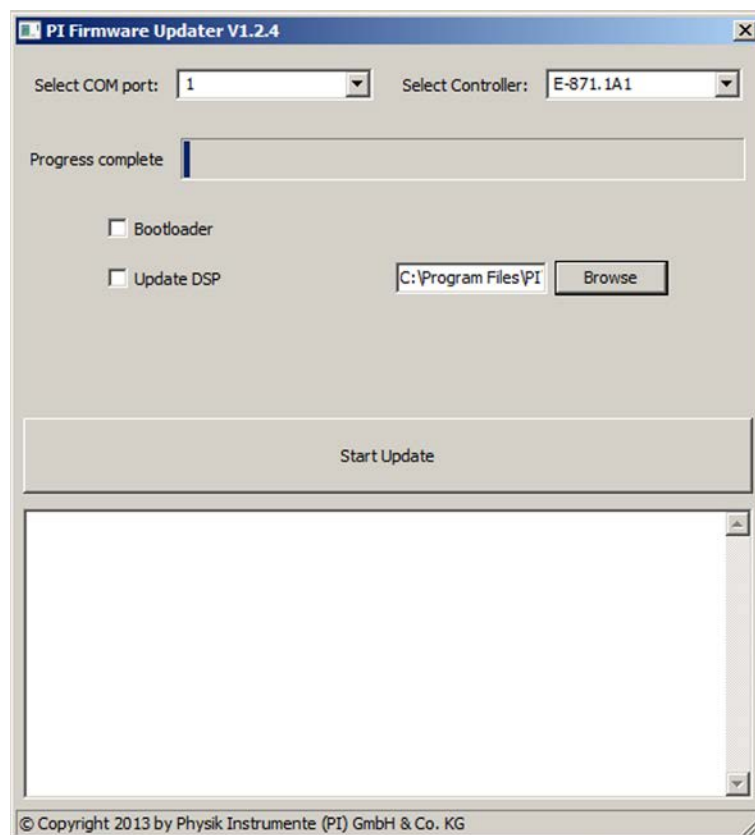 PI Firmware Updater V1.2.4
Select COM port: 1 Select Controller: E-871.1A1
Progress complete
Bootloader
Update DSP C:\Program Files\PI Browse
Start Update
© Copyright 2013 by Physik Instrumente (PI) GmbH & Co. KG